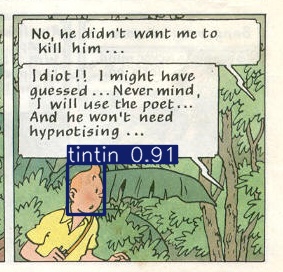 No, he didn't want me to
kill him ...
Idiot!! I might have
guessed ... Never mind,
I will use the poet...
And he won't need
hypnotising ...
tintin 0.91